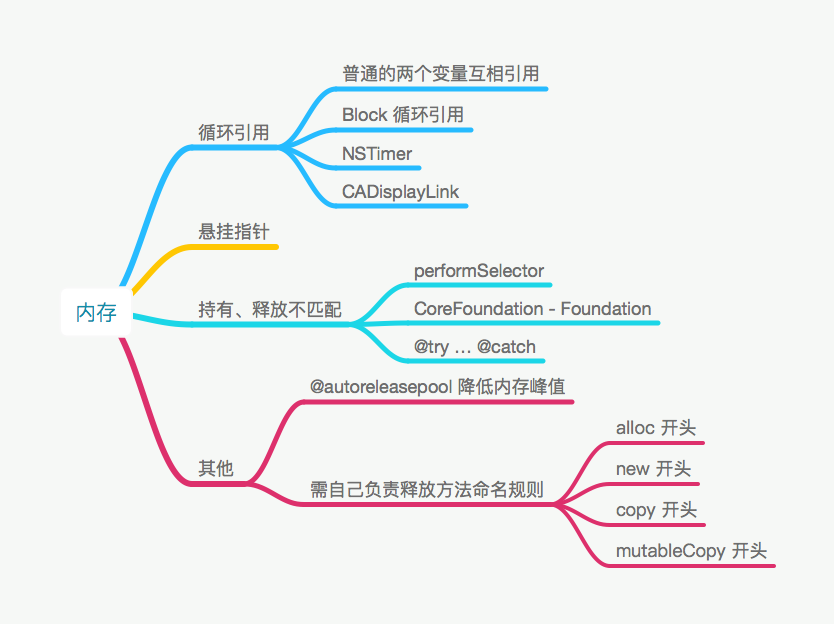 内存
循环引用
普通的两个变量互相引用
Block 循环引用
NSTimer
CADisplayLink
悬挂指针
持有、释放不匹配
performSelector
CoreFoundation - Foundation
@try ... @catch
其他
@autoreleasepool 降低内存峰值
需自己负责释放方法命名规则
alloc 开头
new 开头
copy 开头
mutableCopy 开头